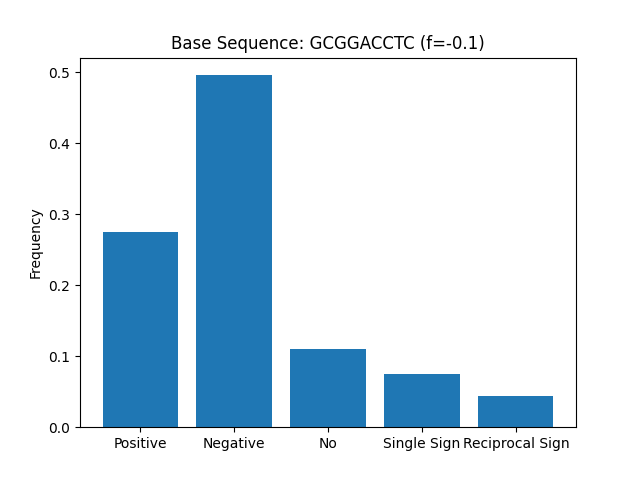 Base Sequence: GCGGACCTC (f=-0.1)
Frequency
0.5
0.4
0.3
0.2
0.1
0.0
Positive Negative No Single Sign Reciprocal Sign